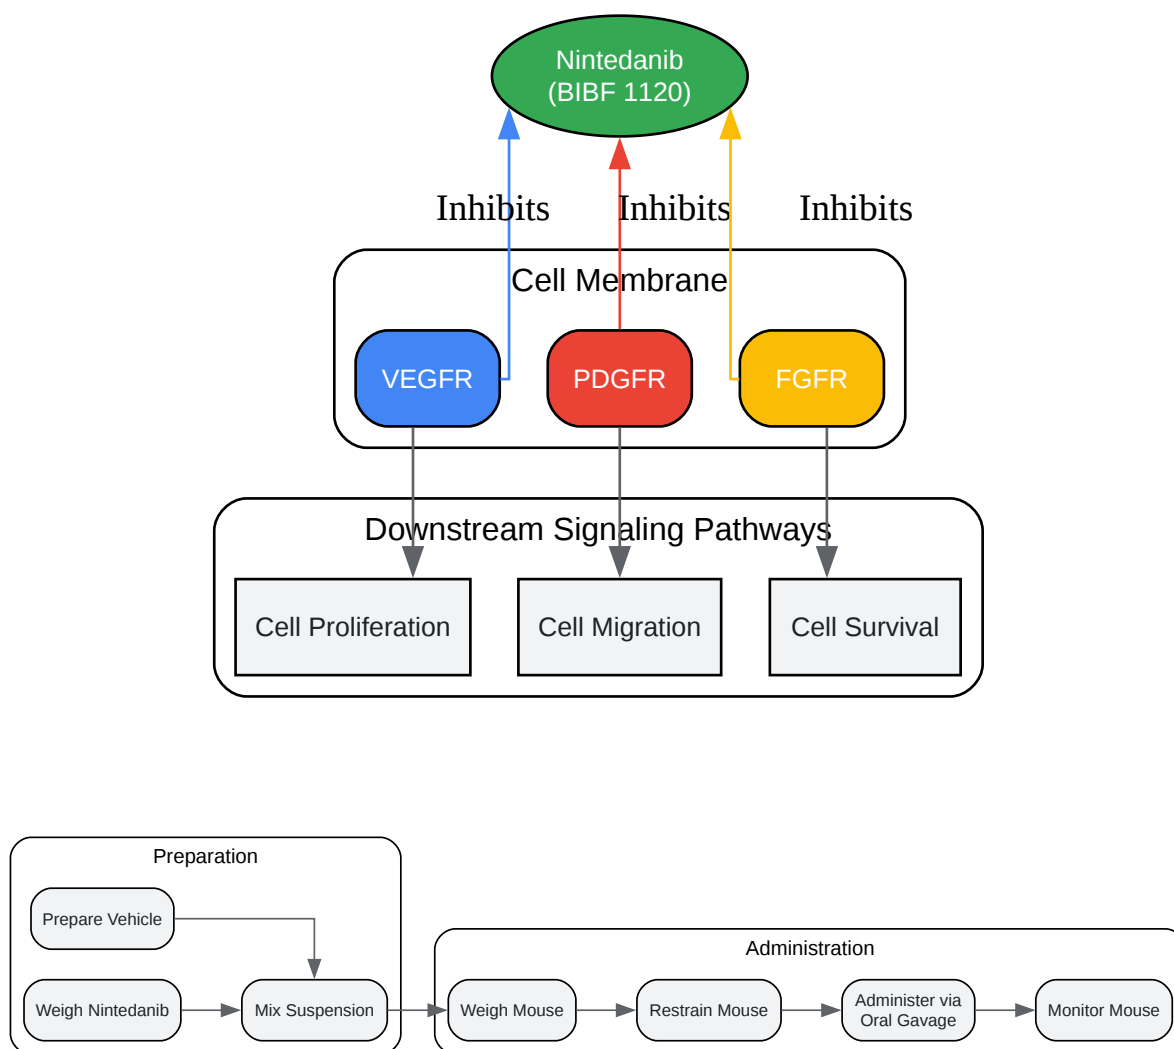 Nintedanib
(BIBF 1120)
Inhibits
Inhibits
Inhibits
Cell Membrane
VEGFR
PDGFR
FGFR
Downstream Signaling Pathways
Cell Proliferation
Cell Migration
Cell Survival
Preparation
Prepare Vehicle
Weigh Nintedanib
Mix Suspension
Administration
Weigh Mouse
Restrain Mouse
Administer via
Oral Gavage
Monitor Mouse